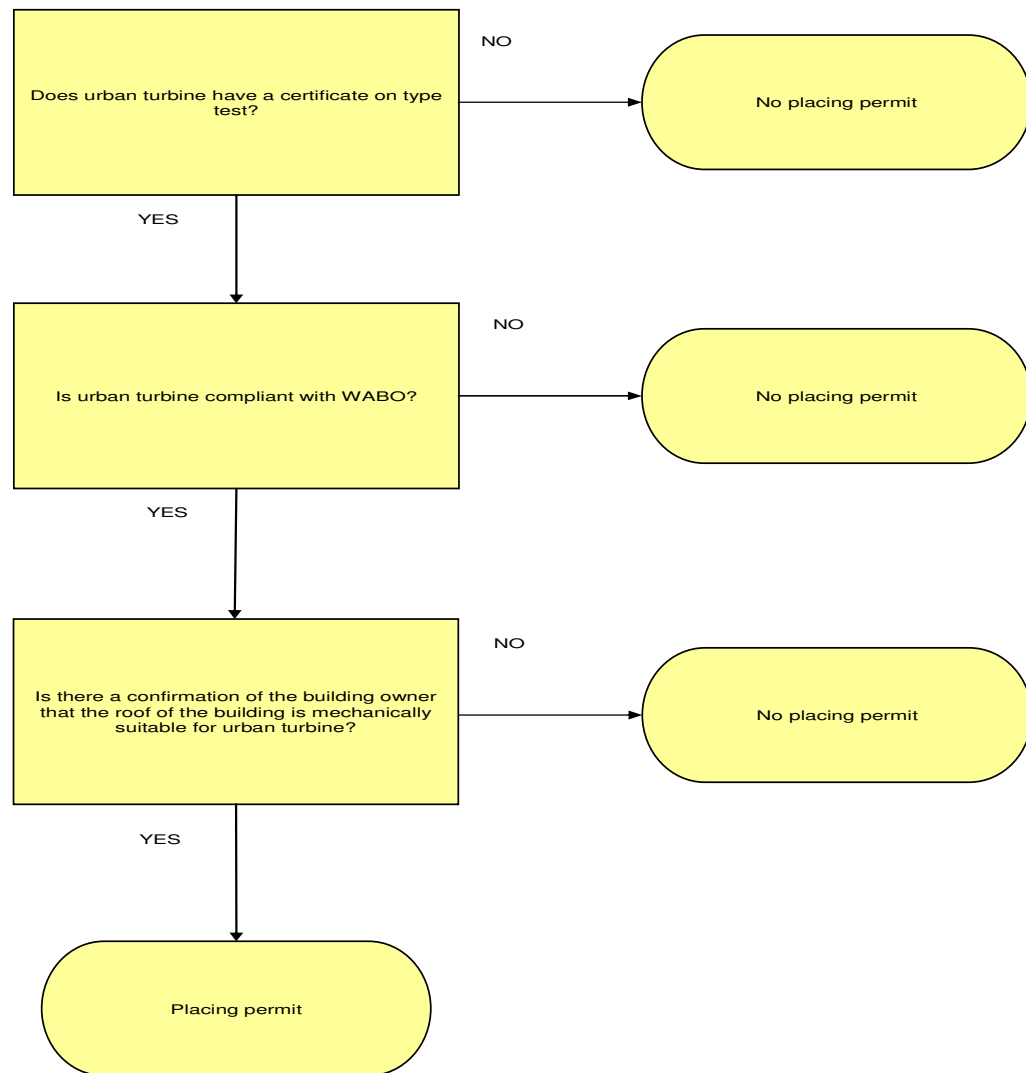 NO
Does urban turbine have a certificate on type
test?
No placing permit
YES
NO
Is urban turbine compliant with WABO?
No placing permit
YES
NO
Is there a confirmation of the building owner
that the roof of the building is mechanically
suitable for urban turbine?
No placing permit
YES
Placing permit